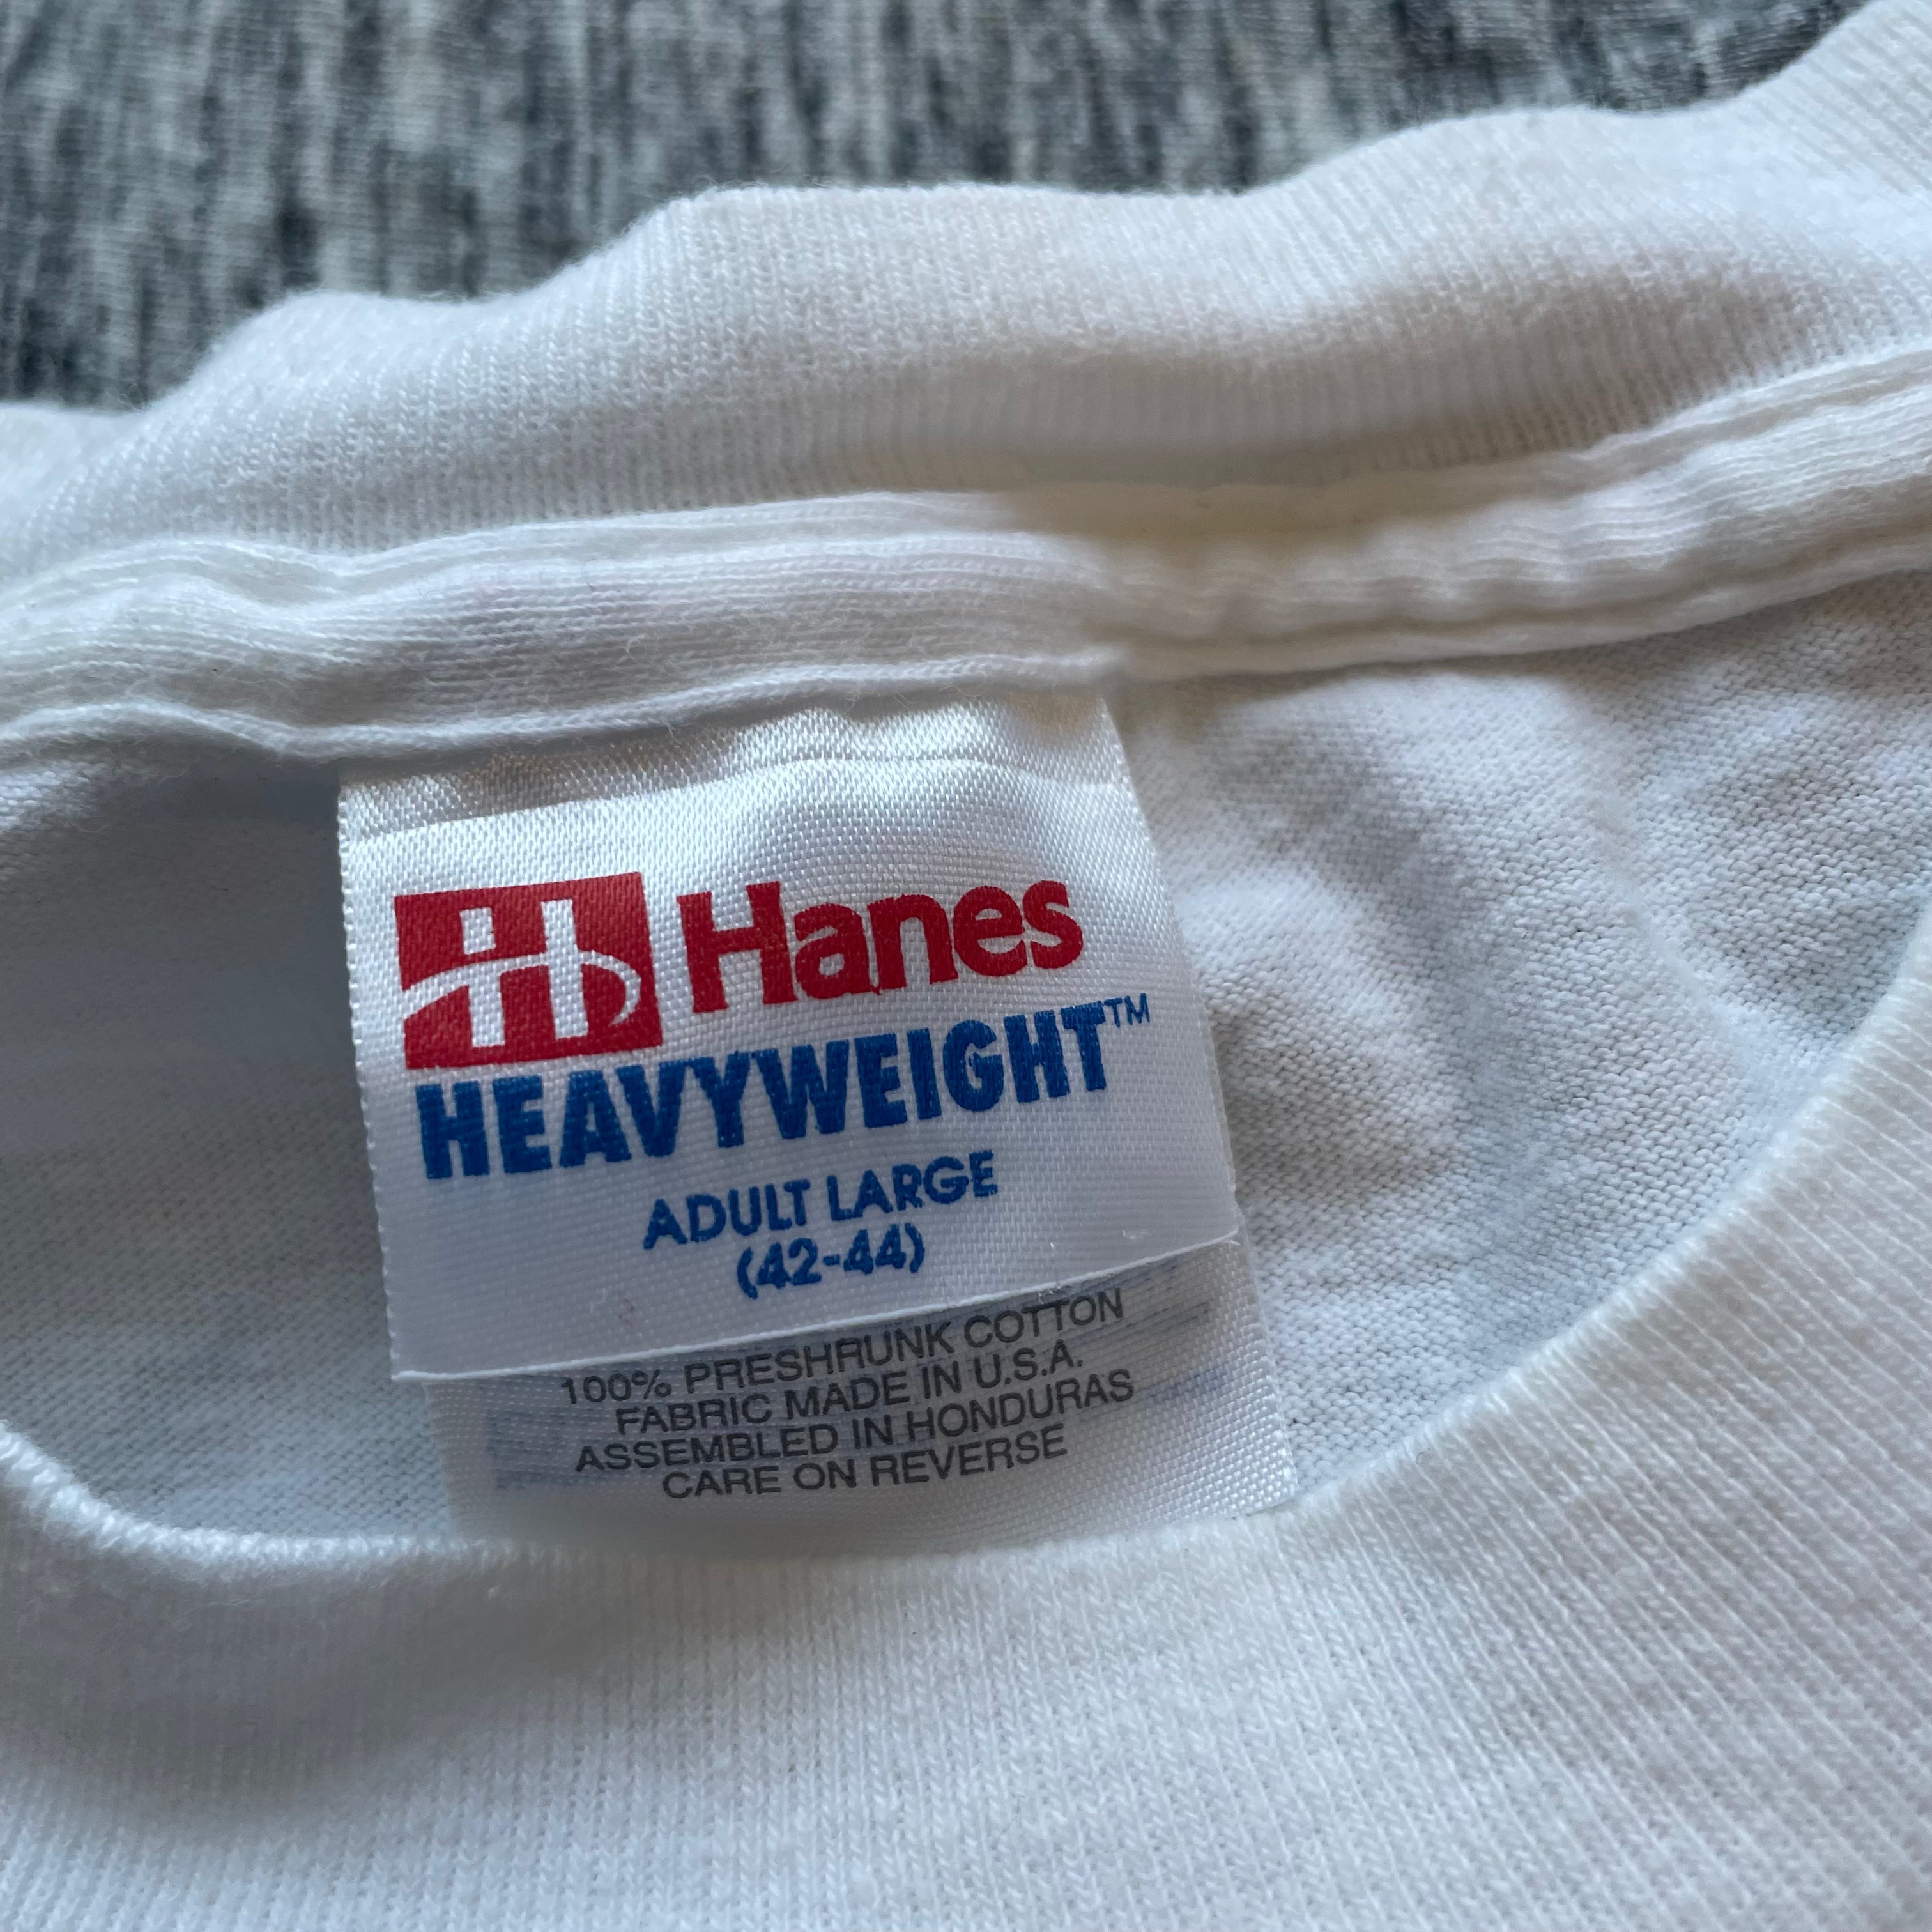 H Hanes
HEAVYWEIGHT™
ADULT LARGE
(42-44)
100% PRESHRUNK COTTON
FABRIC MADE IN U.S.A.
ASSEMBLED IN HONDURAS
CARE ON REVERSE